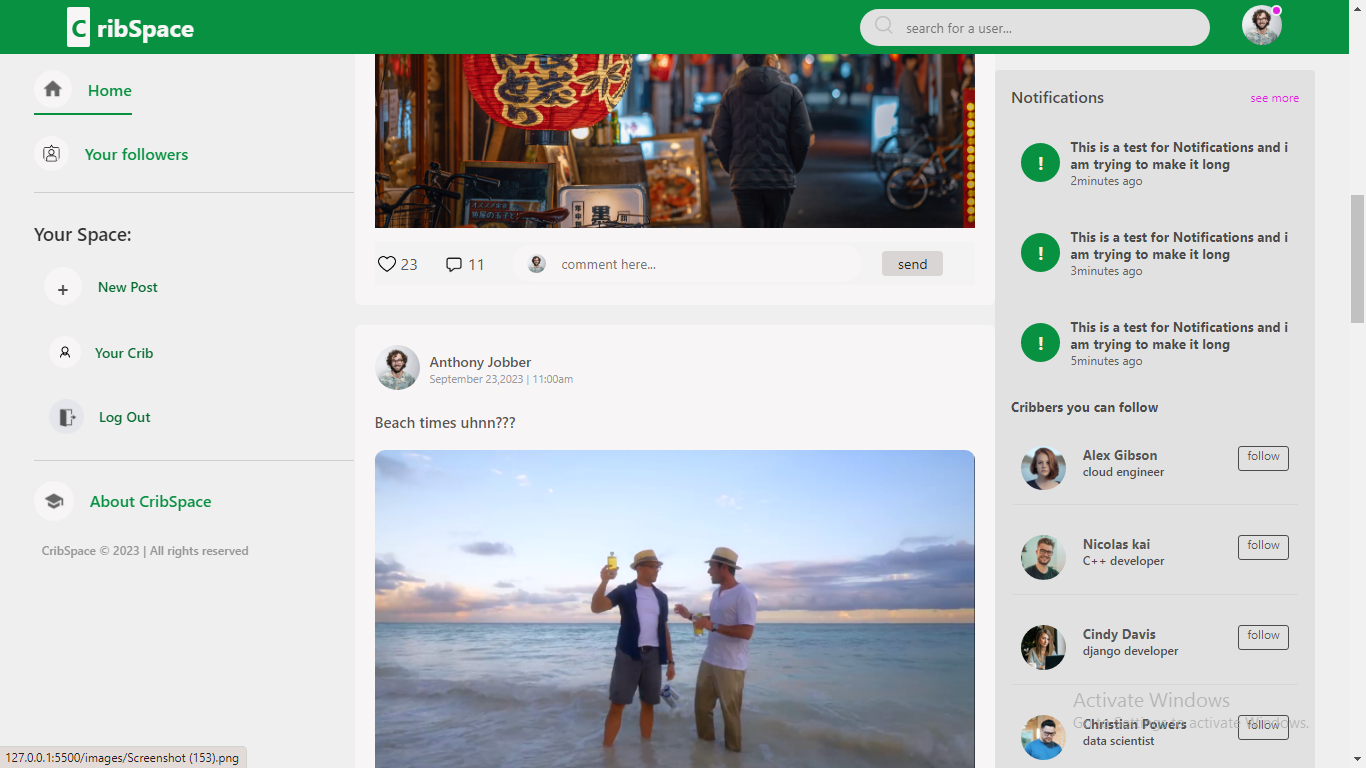 C ribSpace
search for a user...
Home
Your followers
Your Space:
New Post
Your Crib
Log Out
About CribSpace
CribSpace © 2023 | All rights reserved
黒
23
11
comment here...
send
Anthony Jobber
September 23,2023 | 11:00am
Beach times uhnn???
Notifications
see more
!
This is a test for Notifications and i
am trying to make it long
2minutes ago
!
This is a test for Notifications and i
am trying to make it long
3minutes ago
!
This is a test for Notifications and i
am trying to make it long
5minutes ago
Cribbers you can follow
Alex Gibson
cloud engineer
follow
Nicolas kai
C++ developer
follow
Cindy Davis
django developer
follow
Christian Powers
data scientist
follow
Activate Windows
Go to Settings to activate Windows.
127.0.0.1:5500/images/Screenshot (153).png